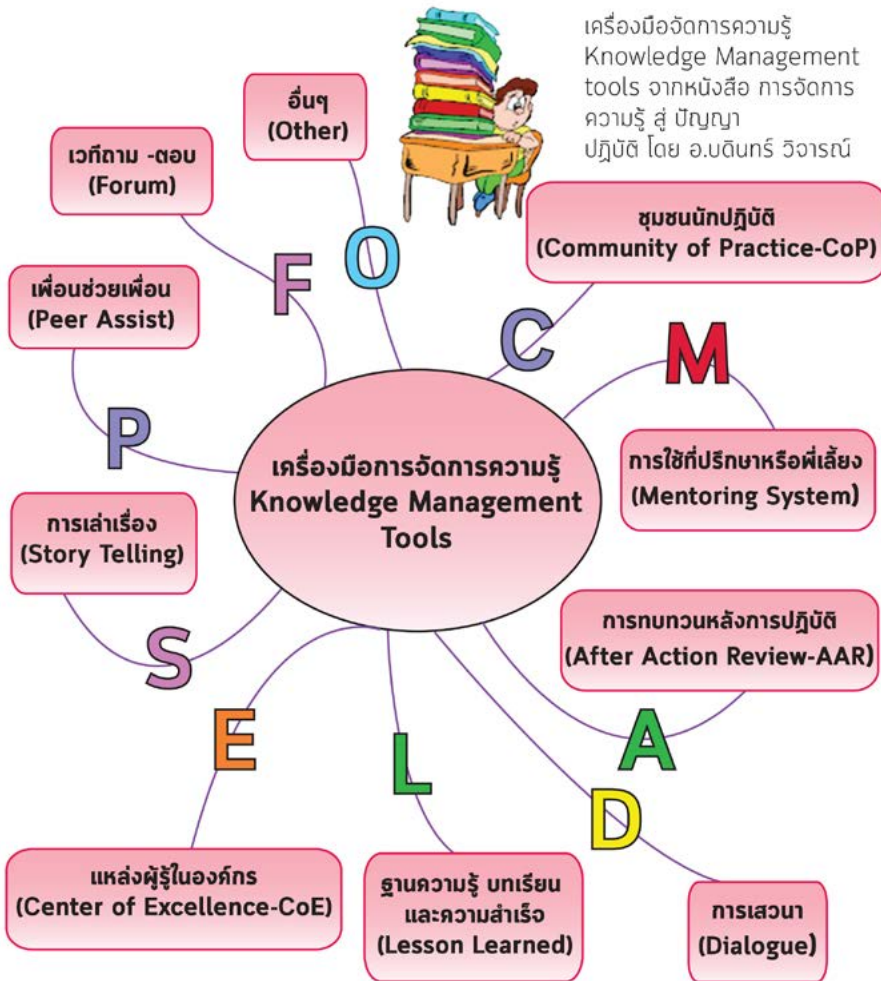 เครื่องมือจัดการความรู้
Knowledge Management
tools จากหนังสือ การจัดการ
ความรู้ สู่ ปัญญา
ปฏิบัติ โดย อ.บดินทร์ วิจารณ์
อื่นๆ
(Other)
O
เวทีถาม -ตอบ
(Forum)
F
ชุมชนนักปฏิบัติ
(Community of Practice-CoP)
C
เพื่อนช่วยเพื่อน
(Peer Assist)
P
M
การใช้ที่ปรึกษาหรือพี่เลี้ยง
(Mentoring System)
เครื่องมือการจัดการความรู้
Knowledge Management
Tools
การเล่าเรื่อง
(Story Telling)
S
การทบทวนหลังการปฏิบัติ
(After Action Review-AAR)
A
E
L
D
แหล่งผู้รู้ในองค์กร
(Center of Excellence-CoE)
ฐานความรู้ บทเรียน
และความสำเร็จ
(Lesson Learned)
การเสวนา
(Dialogue)